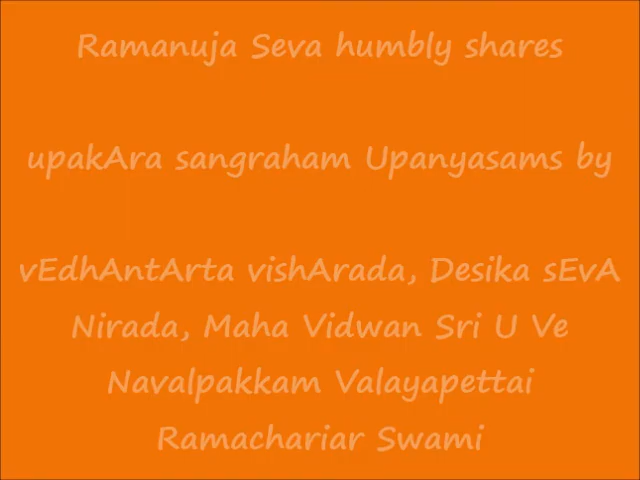 Ramanuja Seva humbly shares
upakAra sangraham Upanyasams by
vEdhAntArta vishArada, Desika sEvA
Nirada, Maha Vidwan Sri U Ve
Navalpakkam Valayapettai
Ramachariar Swami